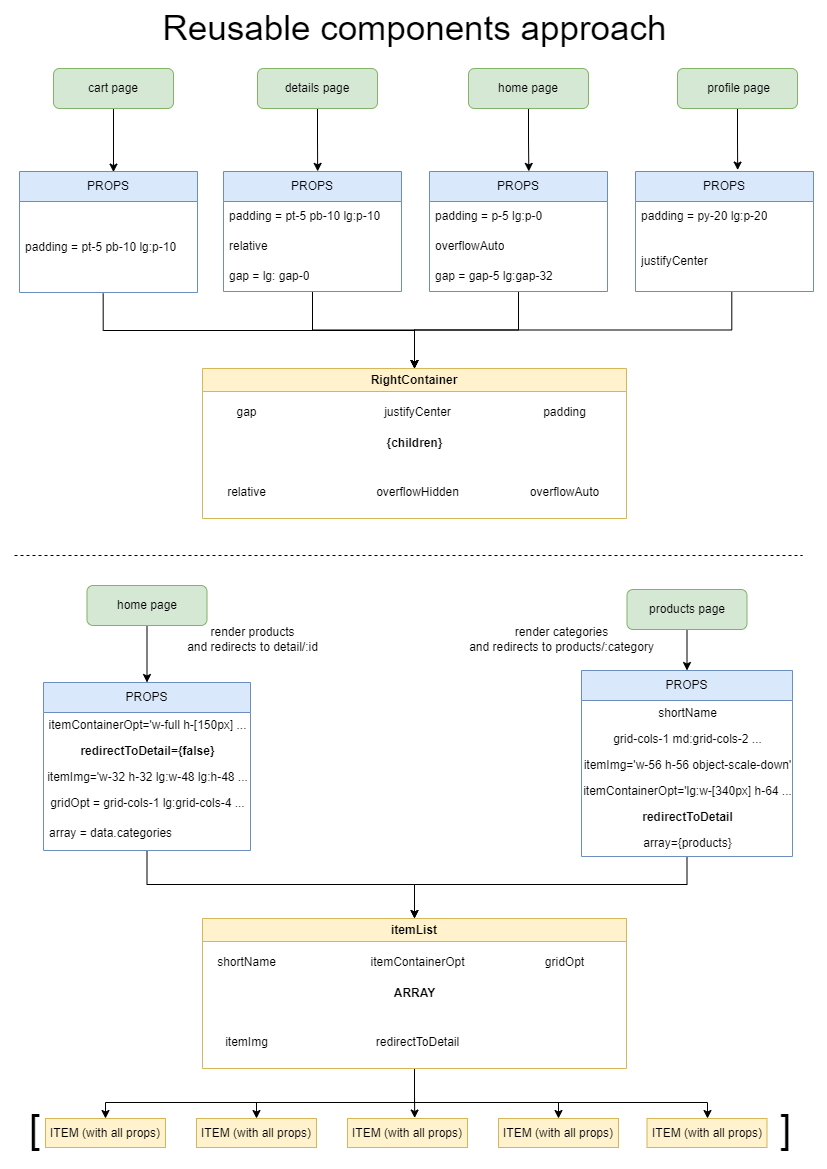 Reusable components approach
cart page
details page
home page
profile page
PROPS
padding = pt-5 pb-10 lg:p-10
PROPS
padding = pt-5 pb-10 lg:p-10
relative
gap = lg: gap-0
PROPS
padding = p-5 lg:p-0
overflowAuto
gap = gap-5 lg:gap-32
PROPS
padding = py-20 lg:p-20
justifyCenter
RightContainer
gap
justifyCenter
padding
{children}
relative
overflowHidden
overflowAuto
home page
render products
and redirects to detail/:id
render categories
and redirects to products/:category
products page
PROPS
itemContainerOpt='w-full h-[150px] ...
redirectToDetail={false}
itemImg='w-32 h-32 lg:w-48 lg:h-48 ...
gridOpt = grid-cols-1 lg:grid-cols-4 ...
array = data.categories
PROPS
shortName
grid-cols-1 md:grid-cols-2 ...
itemImg='w-56 h-56 object-scale-down'
itemContainerOpt='lg:w-[340px] h-64 ...
redirectToDetail
array={products}
itemList
shortName
itemContainerOpt
gridOpt
ARRAY
itemImg
redirectToDetail
[
ITEM (with all props)
ITEM (with all props)
ITEM (with all props)
ITEM (with all props)
ITEM (with all props)
]